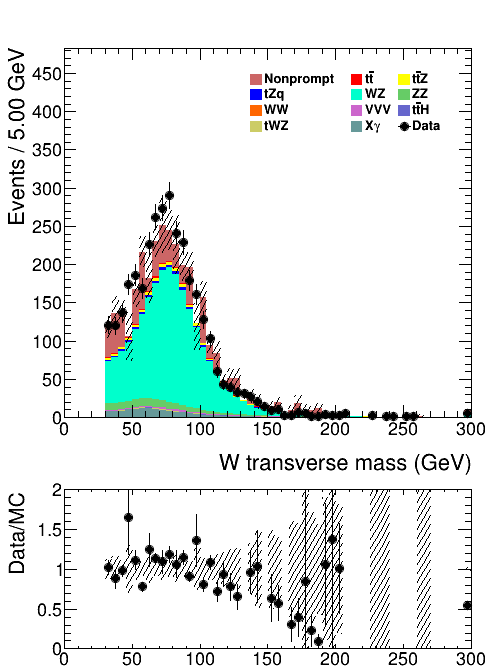 Events / 5.00 GeV
450
400
350
300
250
200
150
100
50
0
Nonprompt tt̄ tt̄Z
tZq WZ ZZ
WW VVV tt̄H
tWZ Xγ Data
0 50 100 150 200 250 300
W transverse mass (GeV)
Data/MC
2
1.5
1
0.5
0
0 50 100 150 200 250 300